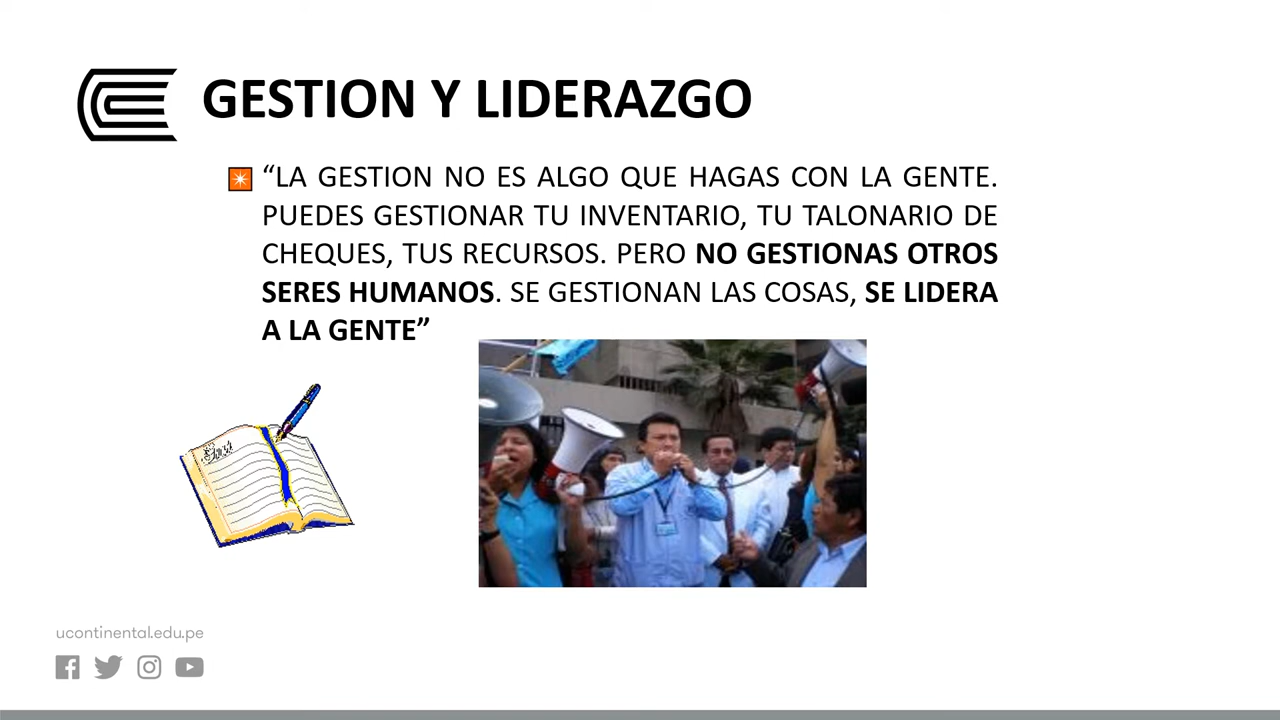 GESTION Y LIDERAZGO
“LA GESTION NO ES ALGO QUE HAGAS CON LA GENTE.
PUEDES GESTIONAR TU INVENTARIO, TU TALONARIO DE
CHEQUES, TUS RECURSOS. PERO NO GESTIONAS OTROS
SERES HUMANOS. SE GESTIONAN LAS COSAS, SE LIDERA
A LA GENTE”
ucontinental.edu.pe